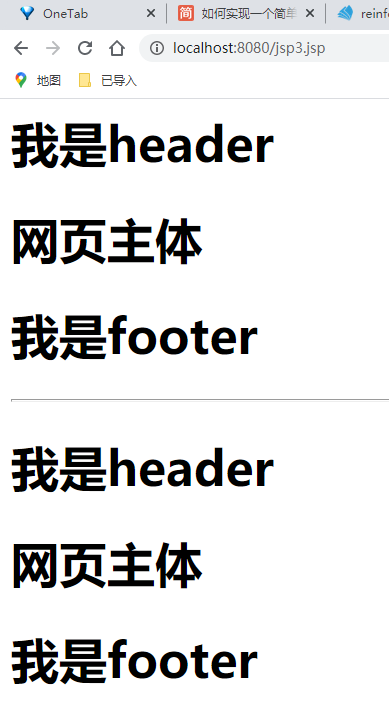 OneTab
简 如何实现一个简单
reinfo
localhost:8080/jsp3.jsp
地图 已导入
我是header
网页主体
我是footer
我是header
网页主体
我是footer